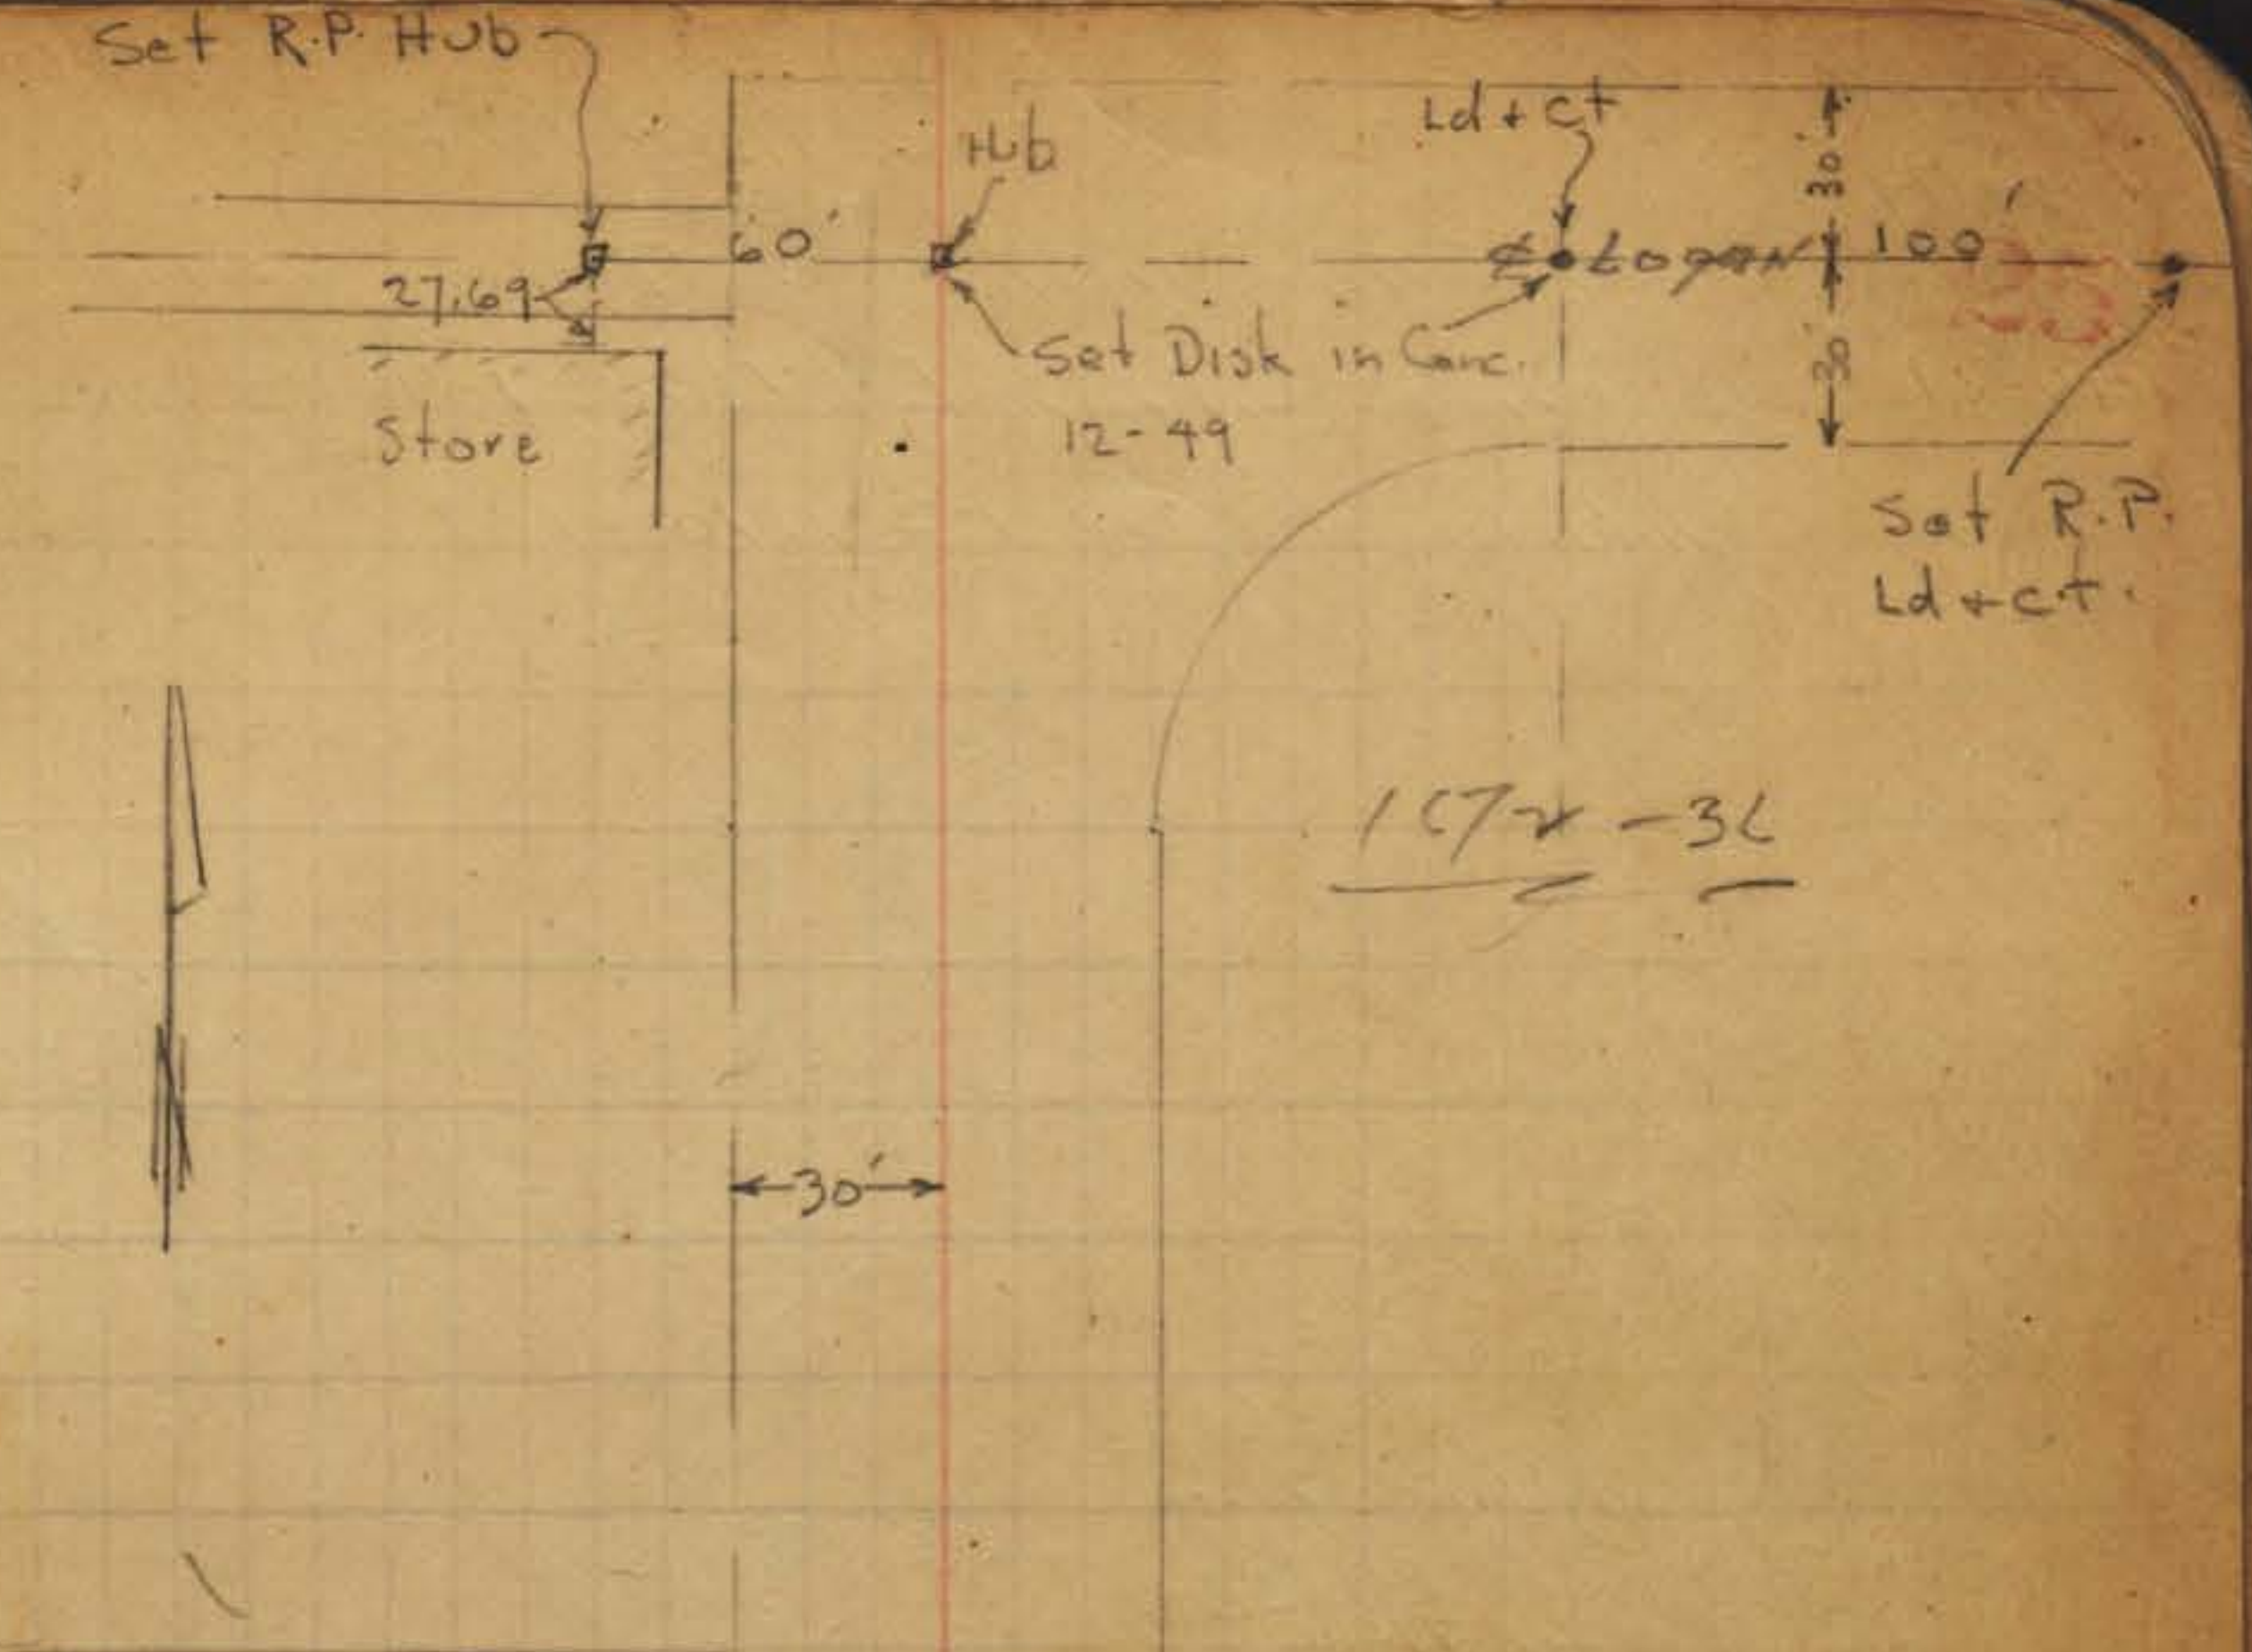 Set R.P. Hub
Ld + ct
Hub
30'
60'
℄ LOGAN
100'
27.69
Set Disk in Conc.
12-49
30'
Store
Set R.P.
Ld + c.t.
30'